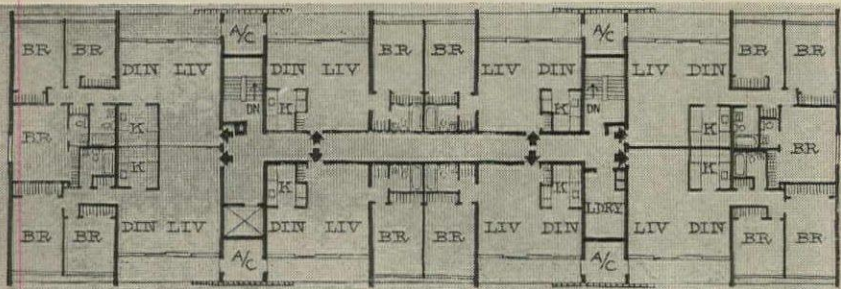 A/C A/C
BR BR DIN LIV DIN LIV BR BR LIV DIN LIV DIN BR BR
DN DN
K K K K
BR BR
K K K K
LDRY
BR BR DIN LIV DIN LIV BR BR LIV DIN LIV DIN BR BR
A/C A/C